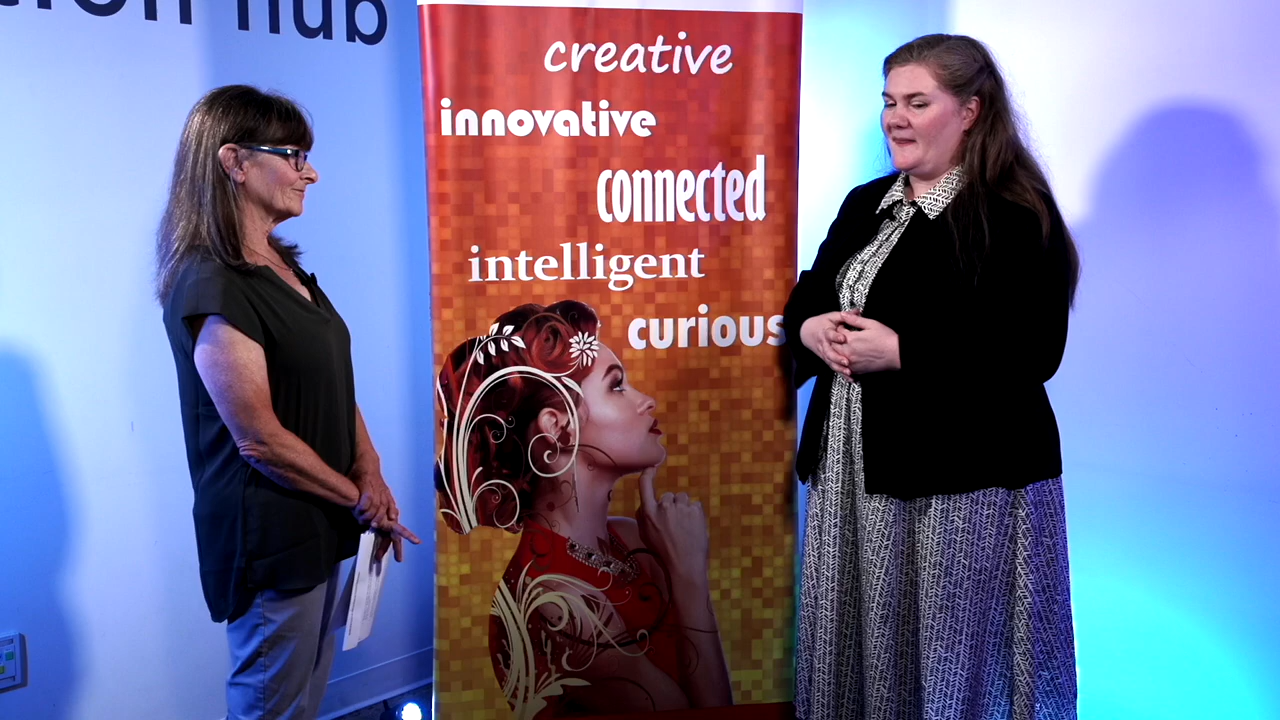 hub
creative
innovative
connected
intelligent
curious